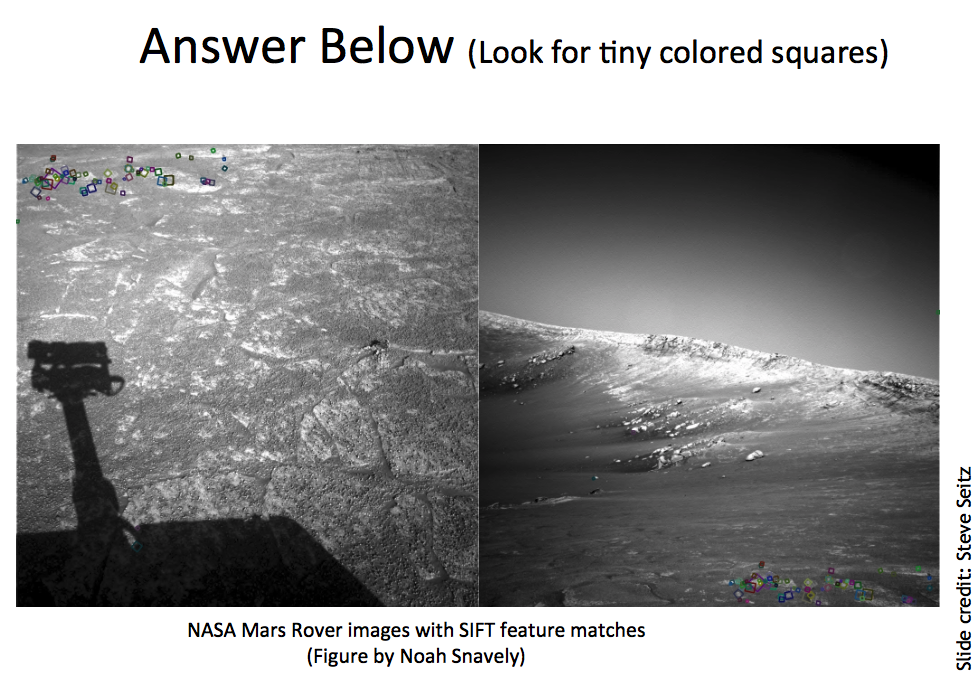 Answer Below (Look for tiny colored squares)
NASA Mars Rover images with SIFT feature matches
(Figure by Noah Snavely)
Slide credit: Steve Seitz